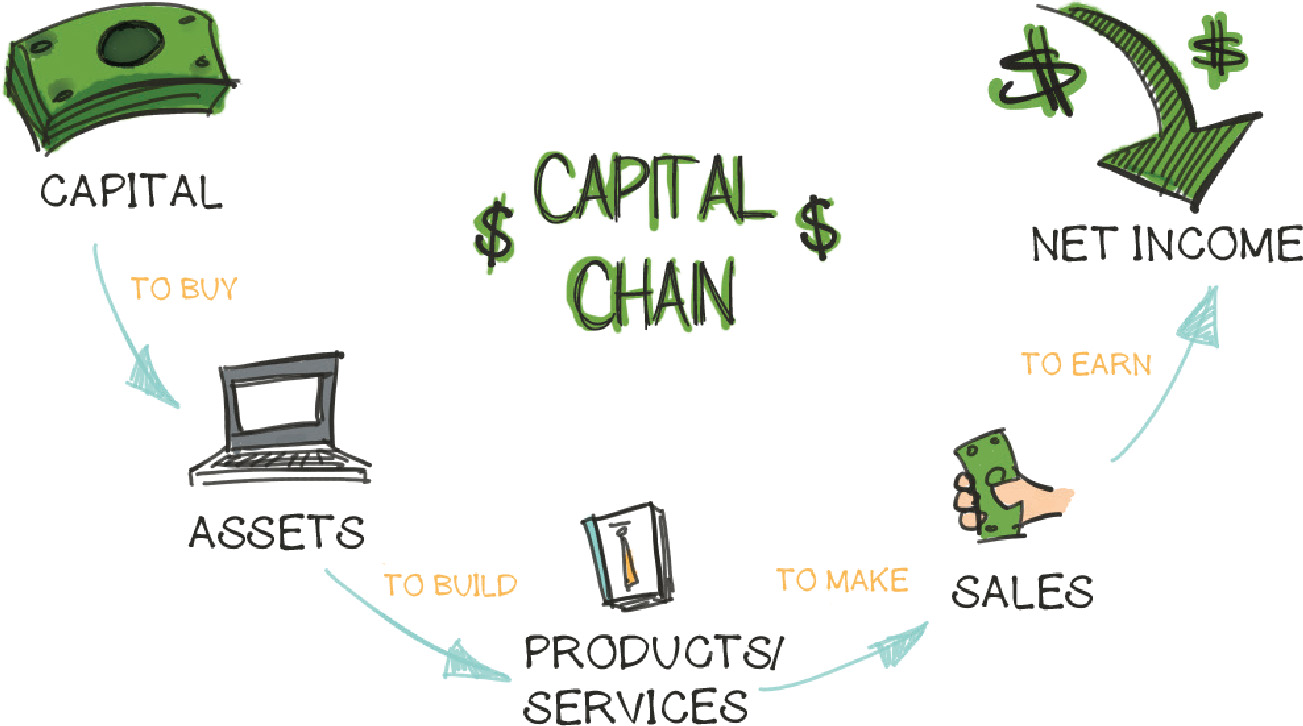 CAPITAL
TO BUY
ASSETS
TO BUILD
PRODUCTS/
SERVICES
TO MAKE
SALES
TO EARN
NET INCOME
$ $
$ CAPITAL $
CHAIN